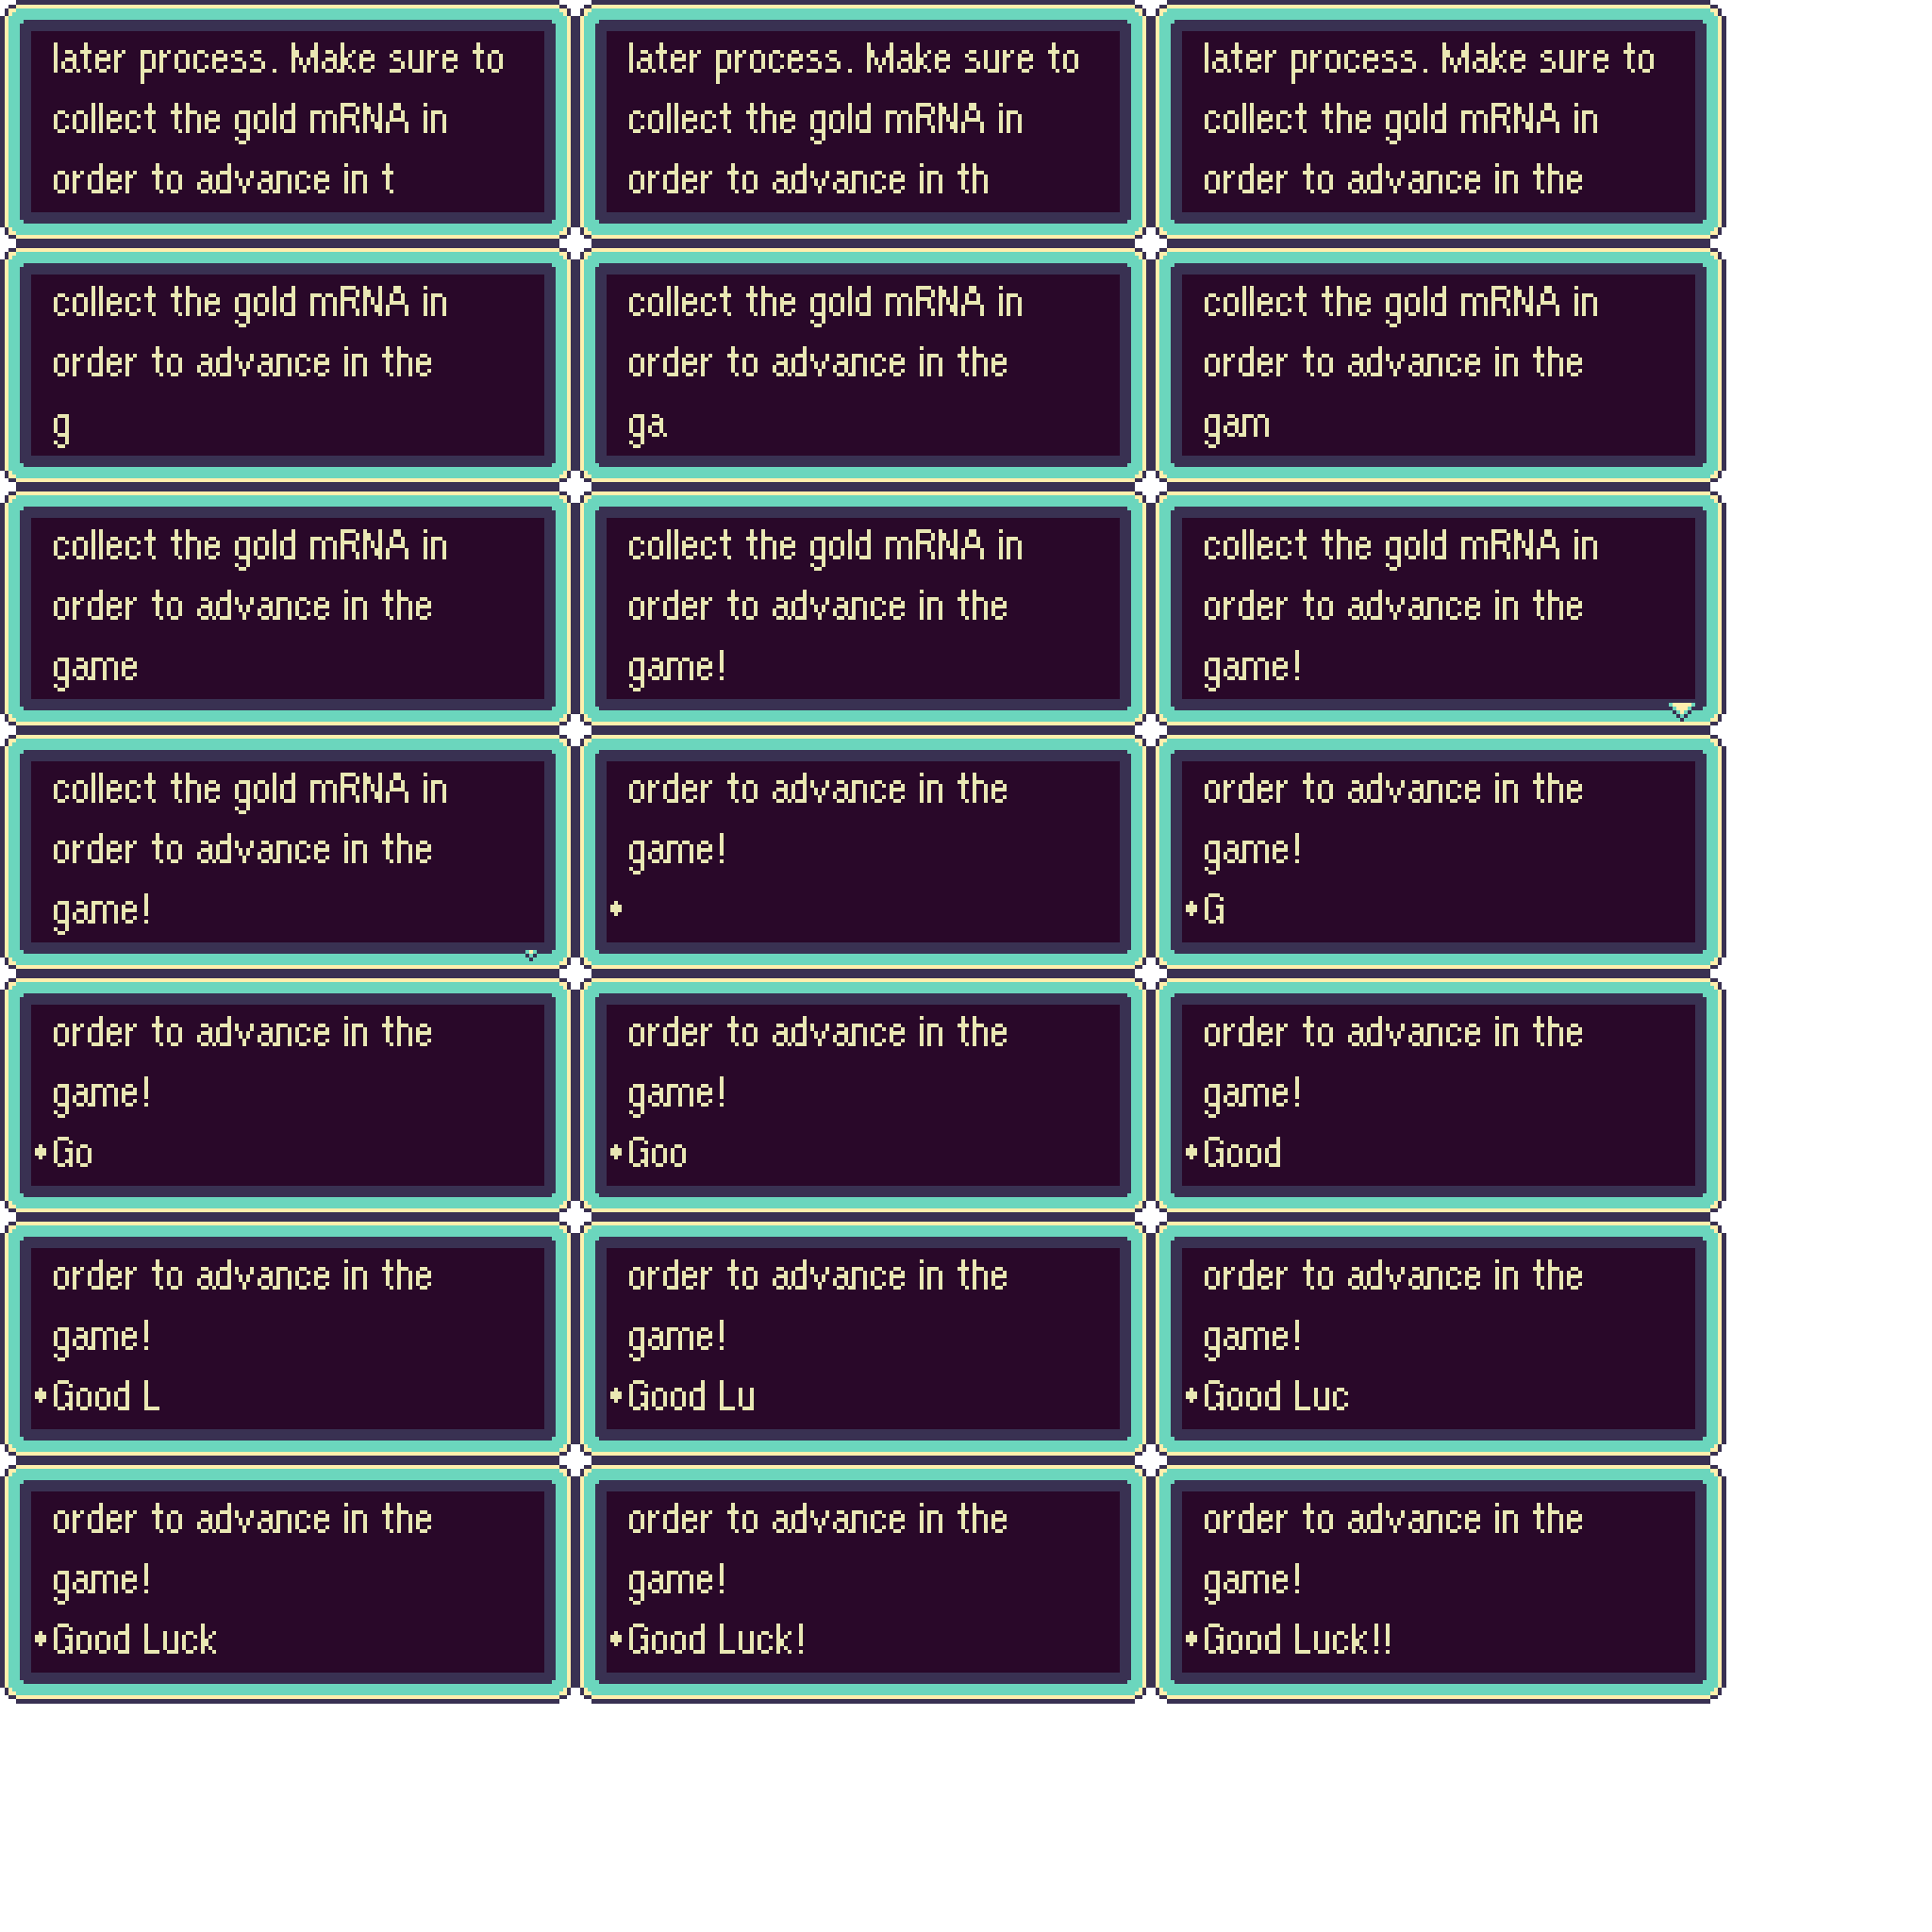 later process. Make sure to
collect the gold mRNA in
order to advance in t
later process. Make sure to
collect the gold mRNA in
order to advance in th
later process. Make sure to
collect the gold mRNA in
order to advance in the
collect the gold mRNA in
order to advance in the
g
collect the gold mRNA in
order to advance in the
ga
collect the gold mRNA in
order to advance in the
gam
collect the gold mRNA in
order to advance in the
game
collect the gold mRNA in
order to advance in the
game!
collect the gold mRNA in
order to advance in the
game!
collect the gold mRNA in
order to advance in the
game!
order to advance in the
game!
order to advance in the
game!
G
order to advance in the
game!
Go
order to advance in the
game!
Goo
order to advance in the
game!
Good
order to advance in the
game!
Good L
order to advance in the
game!
Good Lu
order to advance in the
game!
Good Luc
order to advance in the
game!
Good Luck
order to advance in the
game!
Good Luck!
order to advance in the
game!
Good Luck!!